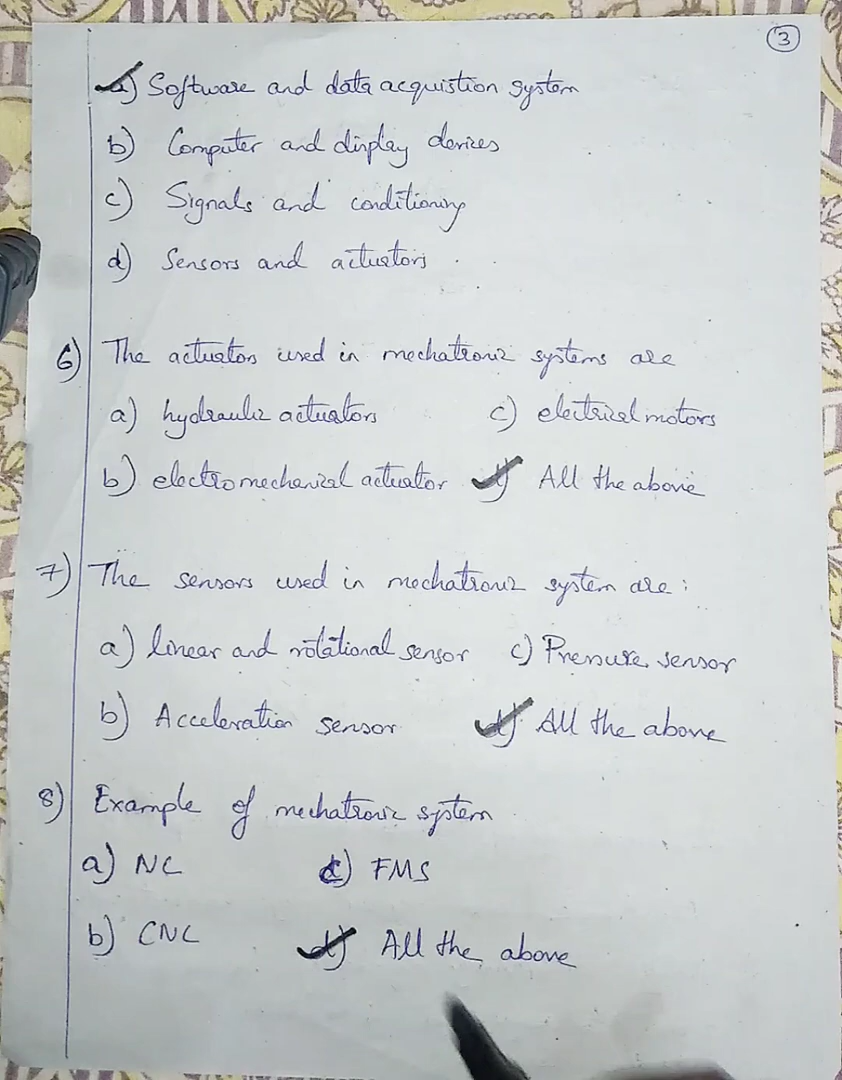 3
a) Software and data acquistion system
b) Computer and display devices
c) Signals and conditioning
d) Sensors and actuators.
6) The actuators used in mechatronic systems are
a) hydraulic actuators c) electrical motors
b) electromechanical actuator d) All the above
7) The sensors used in mechatronic system are:
a) linear and rotational sensor c) Pressure sensor
b) Acceleration sensor d) All the above
8) Example of mechatronic system
a) NC c) FMS
b) CNC d) All the above